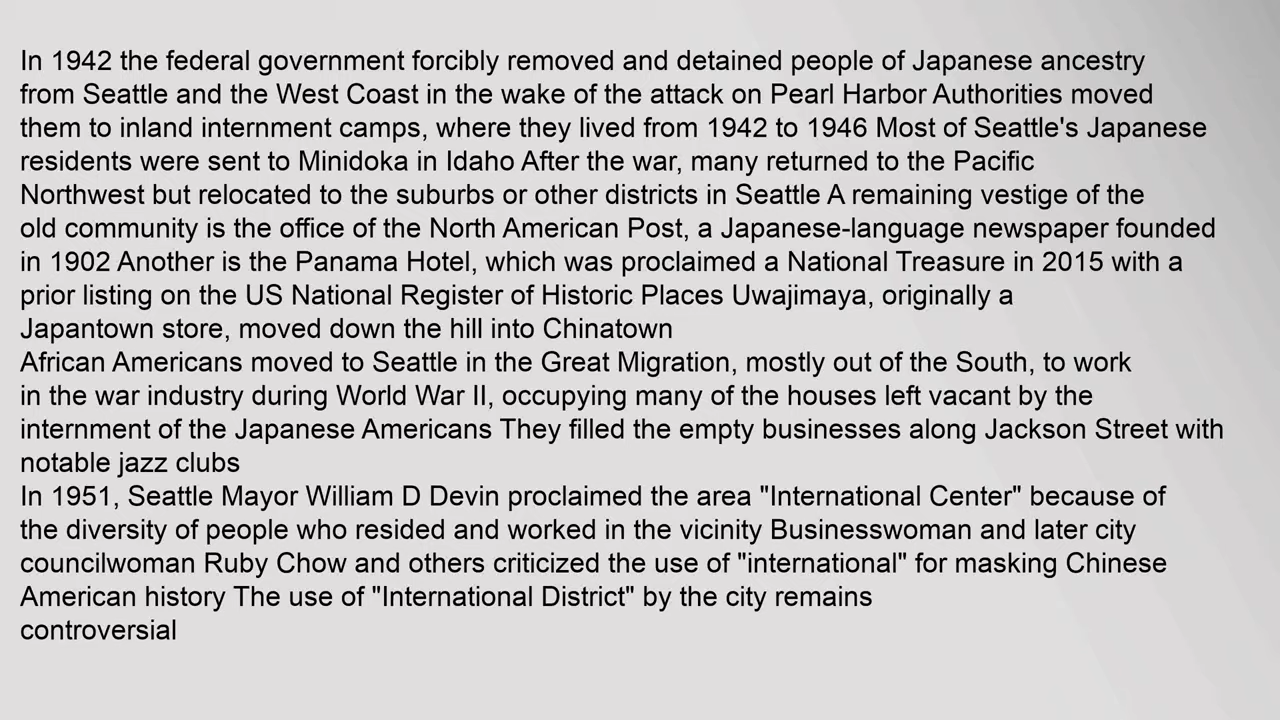 In 1942 the federal government forcibly removed and detained people of Japanese ancestry
from Seattle and the West Coast in the wake of the attack on Pearl Harbor Authorities moved
them to inland internment camps, where they lived from 1942 to 1946 Most of Seattle's Japanese
residents were sent to Minidoka in Idaho After the war, many returned to the Pacific
Northwest but relocated to the suburbs or other districts in Seattle A remaining vestige of the
old community is the office of the North American Post, a Japanese-language newspaper founded
in 1902 Another is the Panama Hotel, which was proclaimed a National Treasure in 2015 with a
prior listing on the US National Register of Historic Places Uwajimaya, originally a
Japantown store, moved down the hill into Chinatown
African Americans moved to Seattle in the Great Migration, mostly out of the South, to work
in the war industry during World War II, occupying many of the houses left vacant by the
internment of the Japanese Americans They filled the empty businesses along Jackson Street with
notable jazz clubs
In 1951, Seattle Mayor William D Devin proclaimed the area "International Center" because of
the diversity of people who resided and worked in the vicinity Businesswoman and later city
councilwoman Ruby Chow and others criticized the use of "international" for masking Chinese
American history The use of "International District" by the city remains
controversial